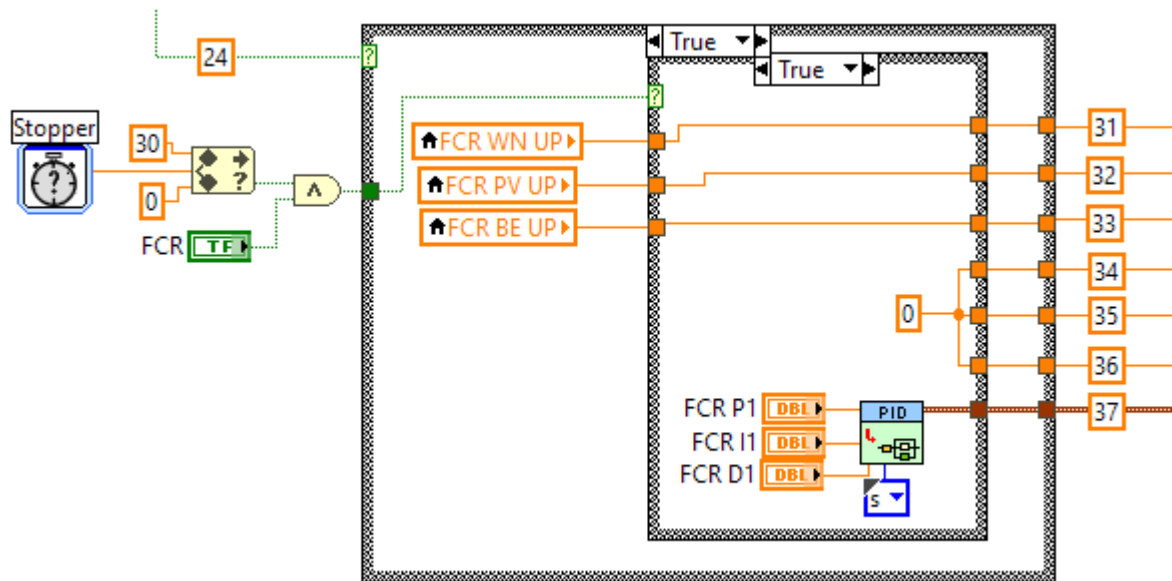 24
True
True
Stopper
30
0
?
?
?
?
∧
FCR TF
FCR WN UP
FCR PV UP
FCR BE UP
31
32
33
34
35
36
37
0
FCR P1 DBL
FCR I1 DBL
FCR D1 DBL
PID
s